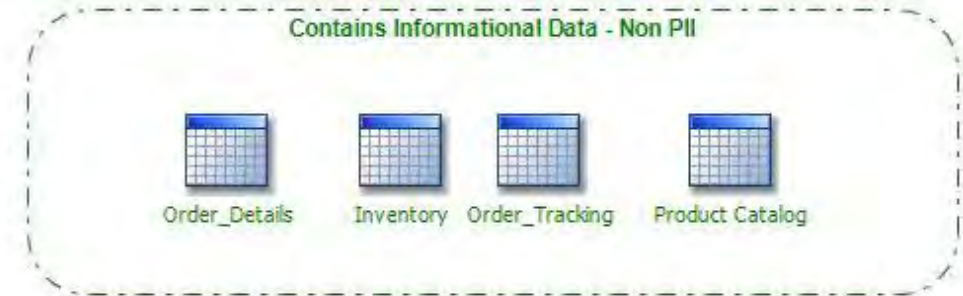 Contains Informational Data - Non PII
Order_Details Inventory Order_Tracking Product Catalog